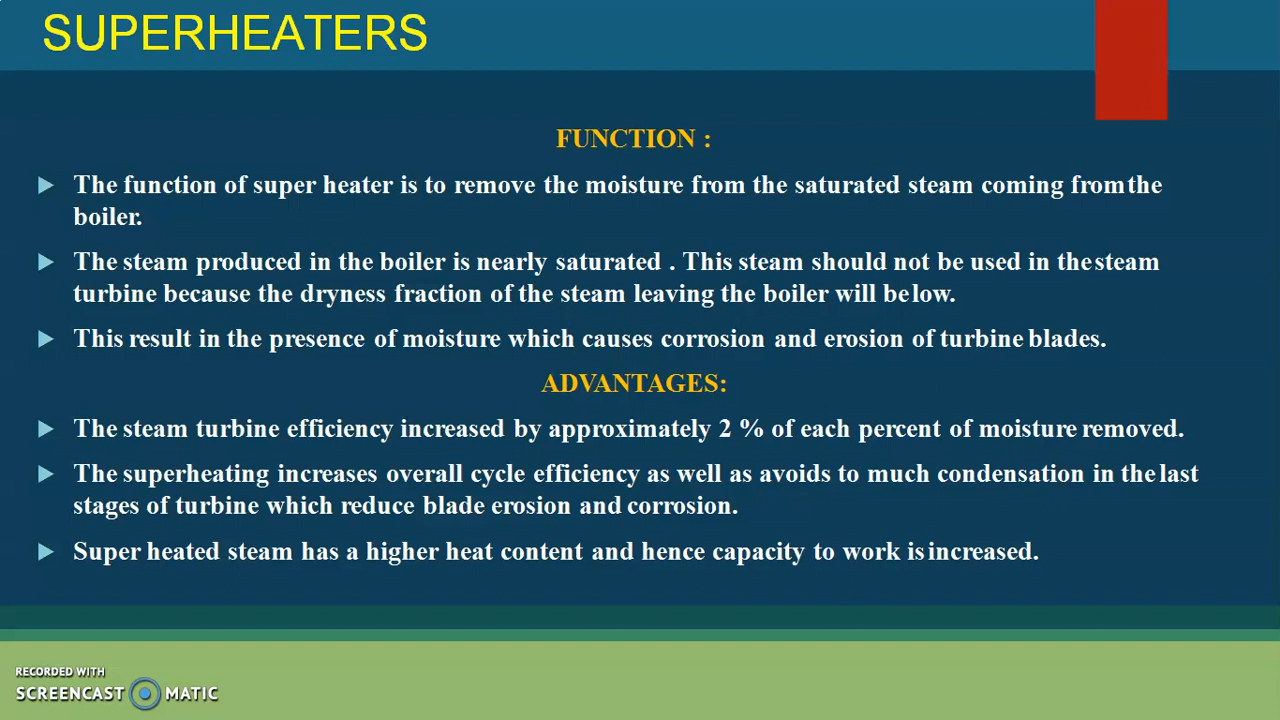 SUPERHEATERS
FUNCTION :
The function of super heater is to remove the moisture from the saturated steam coming fromthe
boiler.
The steam produced in the boiler is nearly saturated . This steam should not be used in thesteam
turbine because the dryness fraction of the steam leaving the boiler will be low.
This result in the presence of moisture which causes corrosion and erosion of turbine blades.
ADVANTAGES:
The steam turbine efficiency increased by approximately 2 % of each percent of moisture removed.
The superheating increases overall cycle efficiency as well as avoids to much condensation in the last
stages of turbine which reduce blade erosion and corrosion.
Super heated steam has a higher heat content and hence capacity to work is increased.
RECORDED WITH
SCREENCAST MATIC